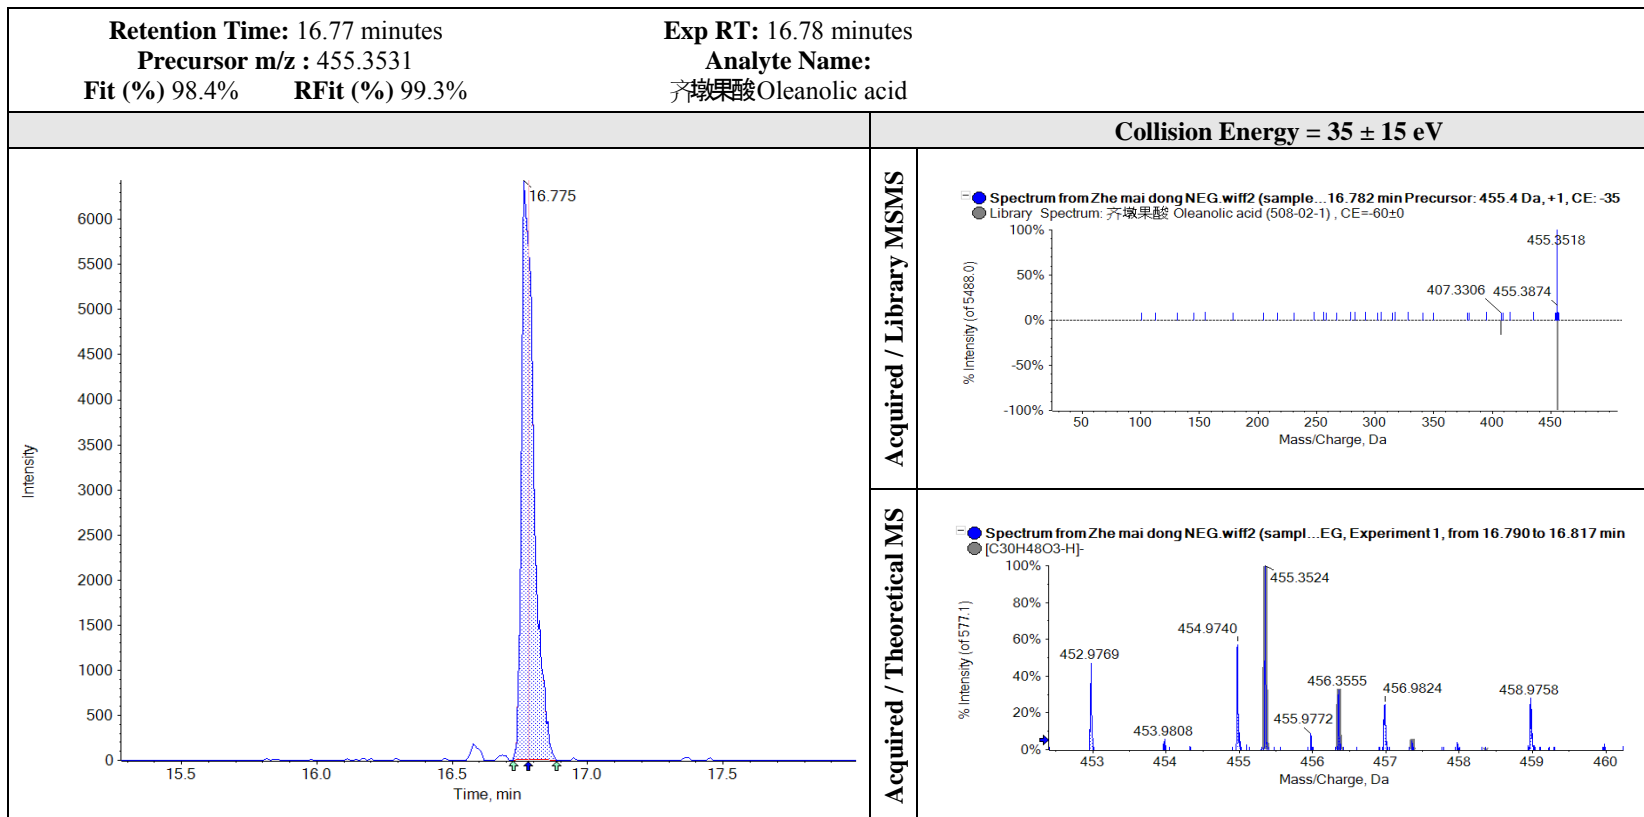 Retention Time: 16.77 minutes
Exp RT: 16.78 minutes
Precursor m/z : 455.3531
Analyte Name:
Fit (%) 98.4% RFit (%) 99.3%
齐墩果酸Oleanolic acid
Collision Energy = 35 ± 15 eV
16.775
6000
5500
5000
4500
4000
3500
3000
2500
2000
1500
1000
500
0
Intensity
15.5 16.0 16.5 17.0 17.5
Time, min
Acquired / Library MSMS
Spectrum from Zhe mai dong NEG.wiff2 (sample...16.782 min Precursor: 455.4 Da, +1, CE: -35
Library Spectrum: 齐墩果酸 Oleanolic acid (508-02-1) , CE=-60±0
100%
50%
0%
-50%
-100%
% Intensity (of 5488.0)
455.3518
407.3306 455.3874
50 100 150 200 250 300 350 400 450
Mass/Charge, Da
Acquired / Theoretical MS
Spectrum from Zhe mai dong NEG.wiff2 (sampl...EG, Experiment 1, from 16.790 to 16.817 min
[C30H48O3-H]-
100%
80%
60%
40%
20%
0%
% Intensity (of 577.1)
455.3524
454.9740
452.9769
456.3555
456.9824
458.9758
455.9772
453.9808
453 454 455 456 457 458 459 460
Mass/Charge, Da